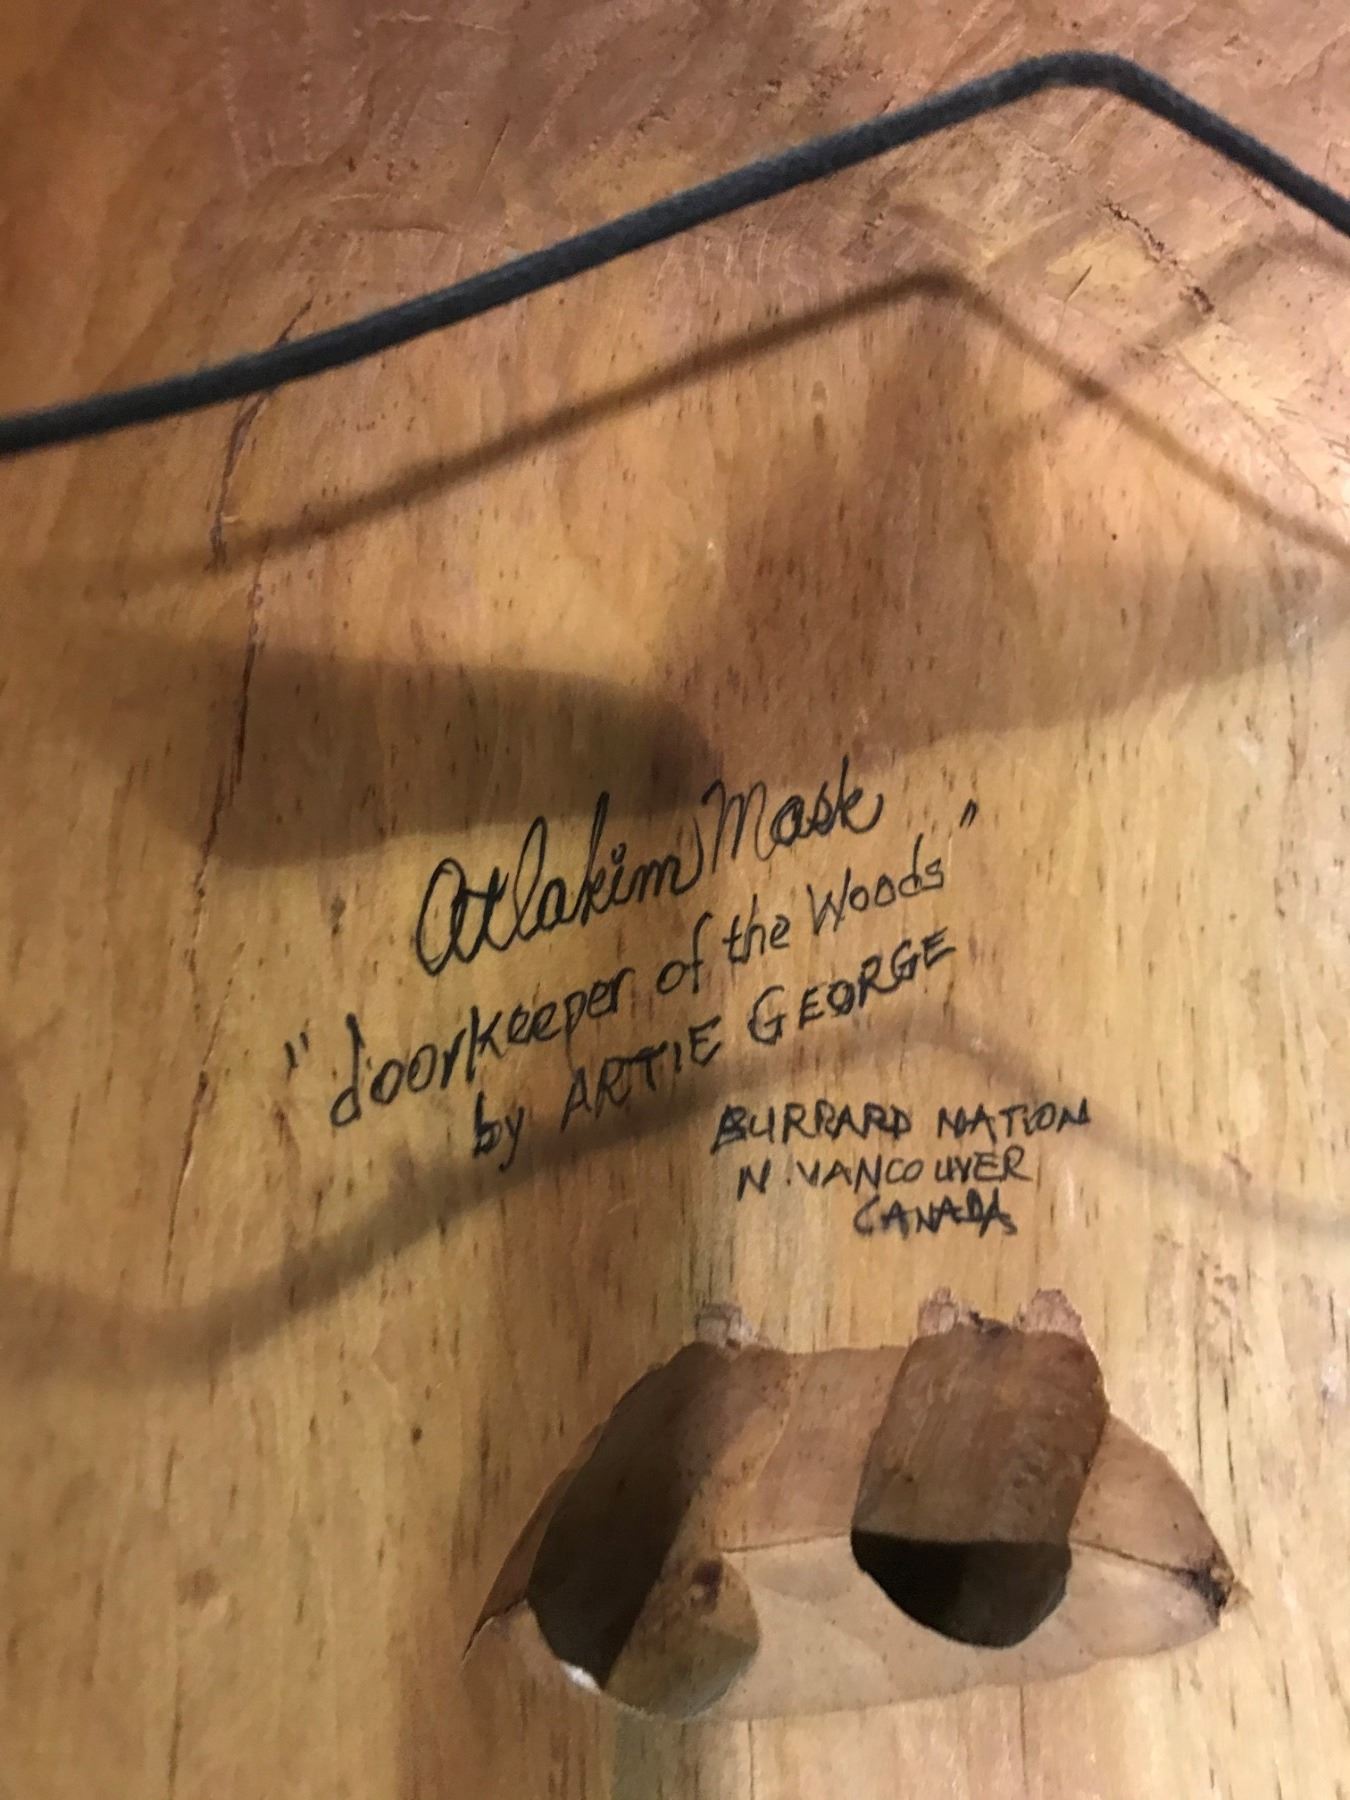 Atlakim Mask
"doorkeeper of the Woods"
by ARTIE GEORGE
BURRARD NATION
N. VANCOUVER
CANADA